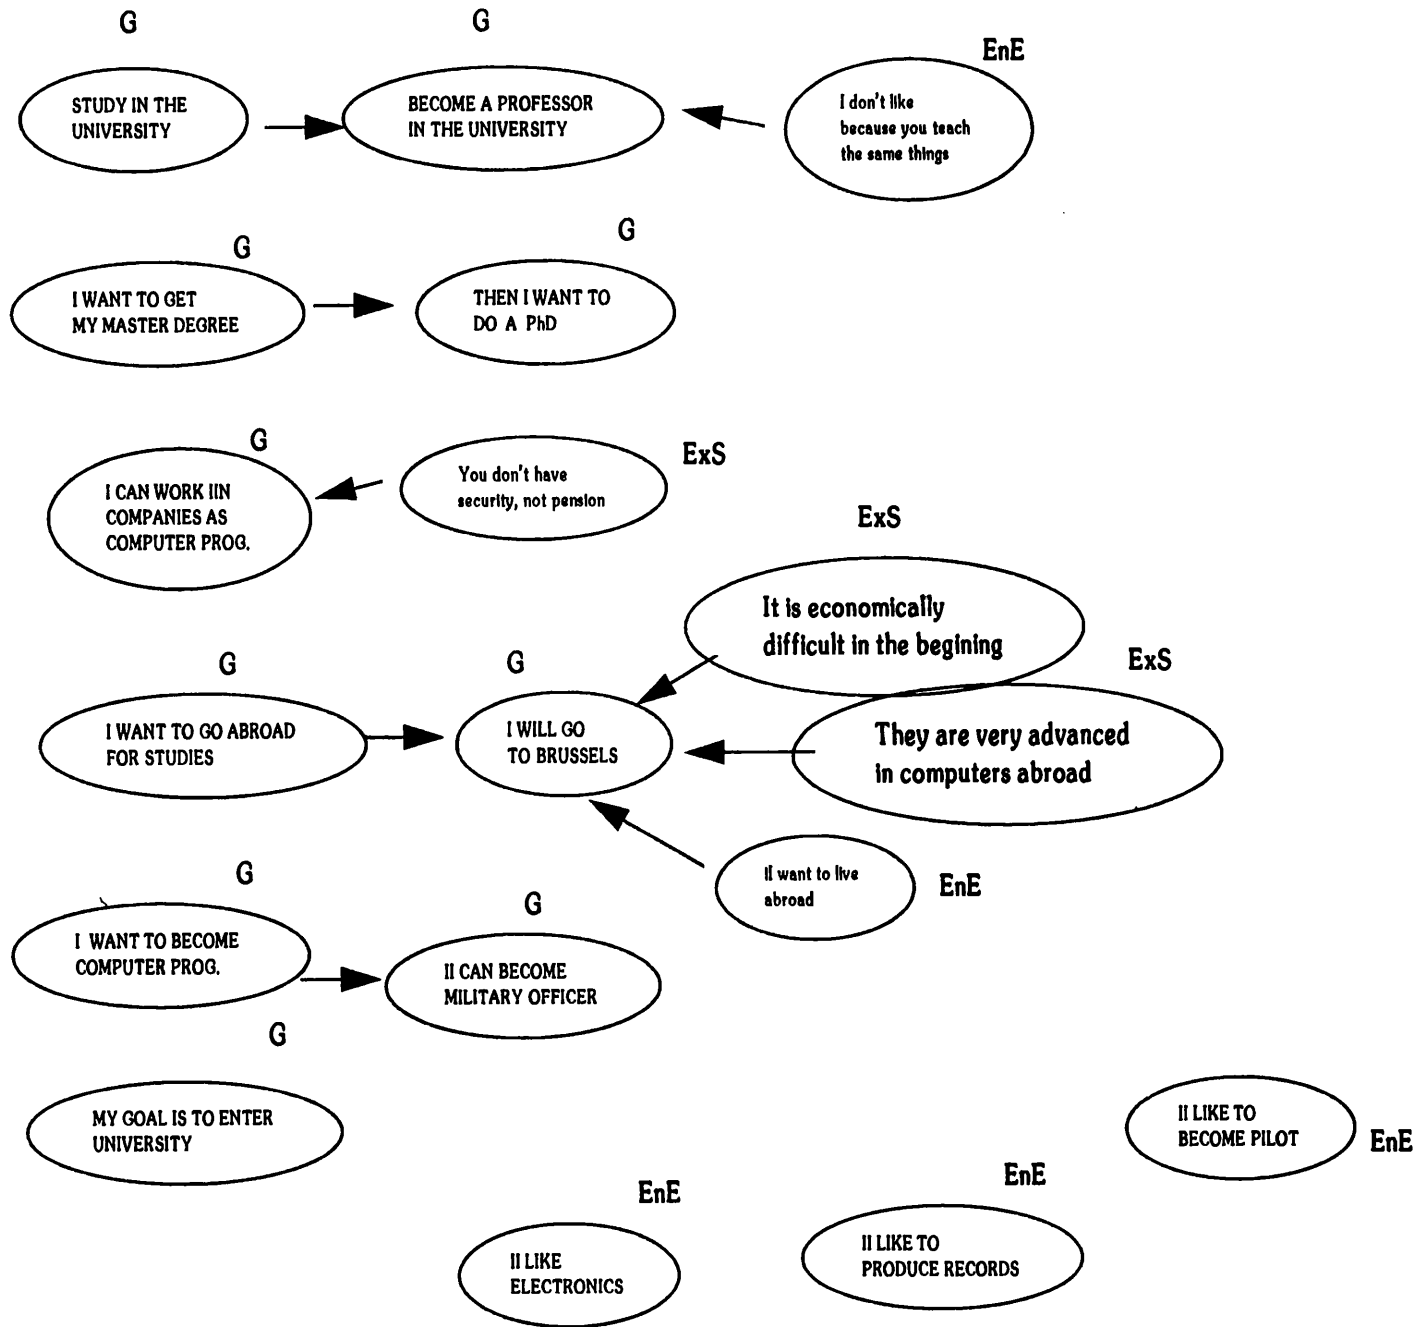 G
G
EnE
STUDY IN THE
UNIVERSITY
BECOME A PROFESSOR
IN THE UNIVERSITY
I don't like
because you teach
the same things
G
G
I WANT TO GET
MY MASTER DEGREE
THEN I WANT TO
DO A PhD
G
ExS
I CAN WORK IIN
COMPANIES AS
COMPUTER PROG.
You don't have
security, not pension
ExS
It is economically
difficult in the begining
G
G
ExS
I WANT TO GO ABROAD
FOR STUDIES
I WILL GO
TO BRUSSELS
They are very advanced
in computers abroad
II want to live
abroad
EnE
G
G
I WANT TO BECOME
COMPUTER PROG.
II CAN BECOME
MILITARY OFFICER
G
MY GOAL IS TO ENTER
UNIVERSITY
II LIKE TO
BECOME PILOT
EnE
EnE
EnE
II LIKE
ELECTRONICS
II LIKE TO
PRODUCE RECORDS